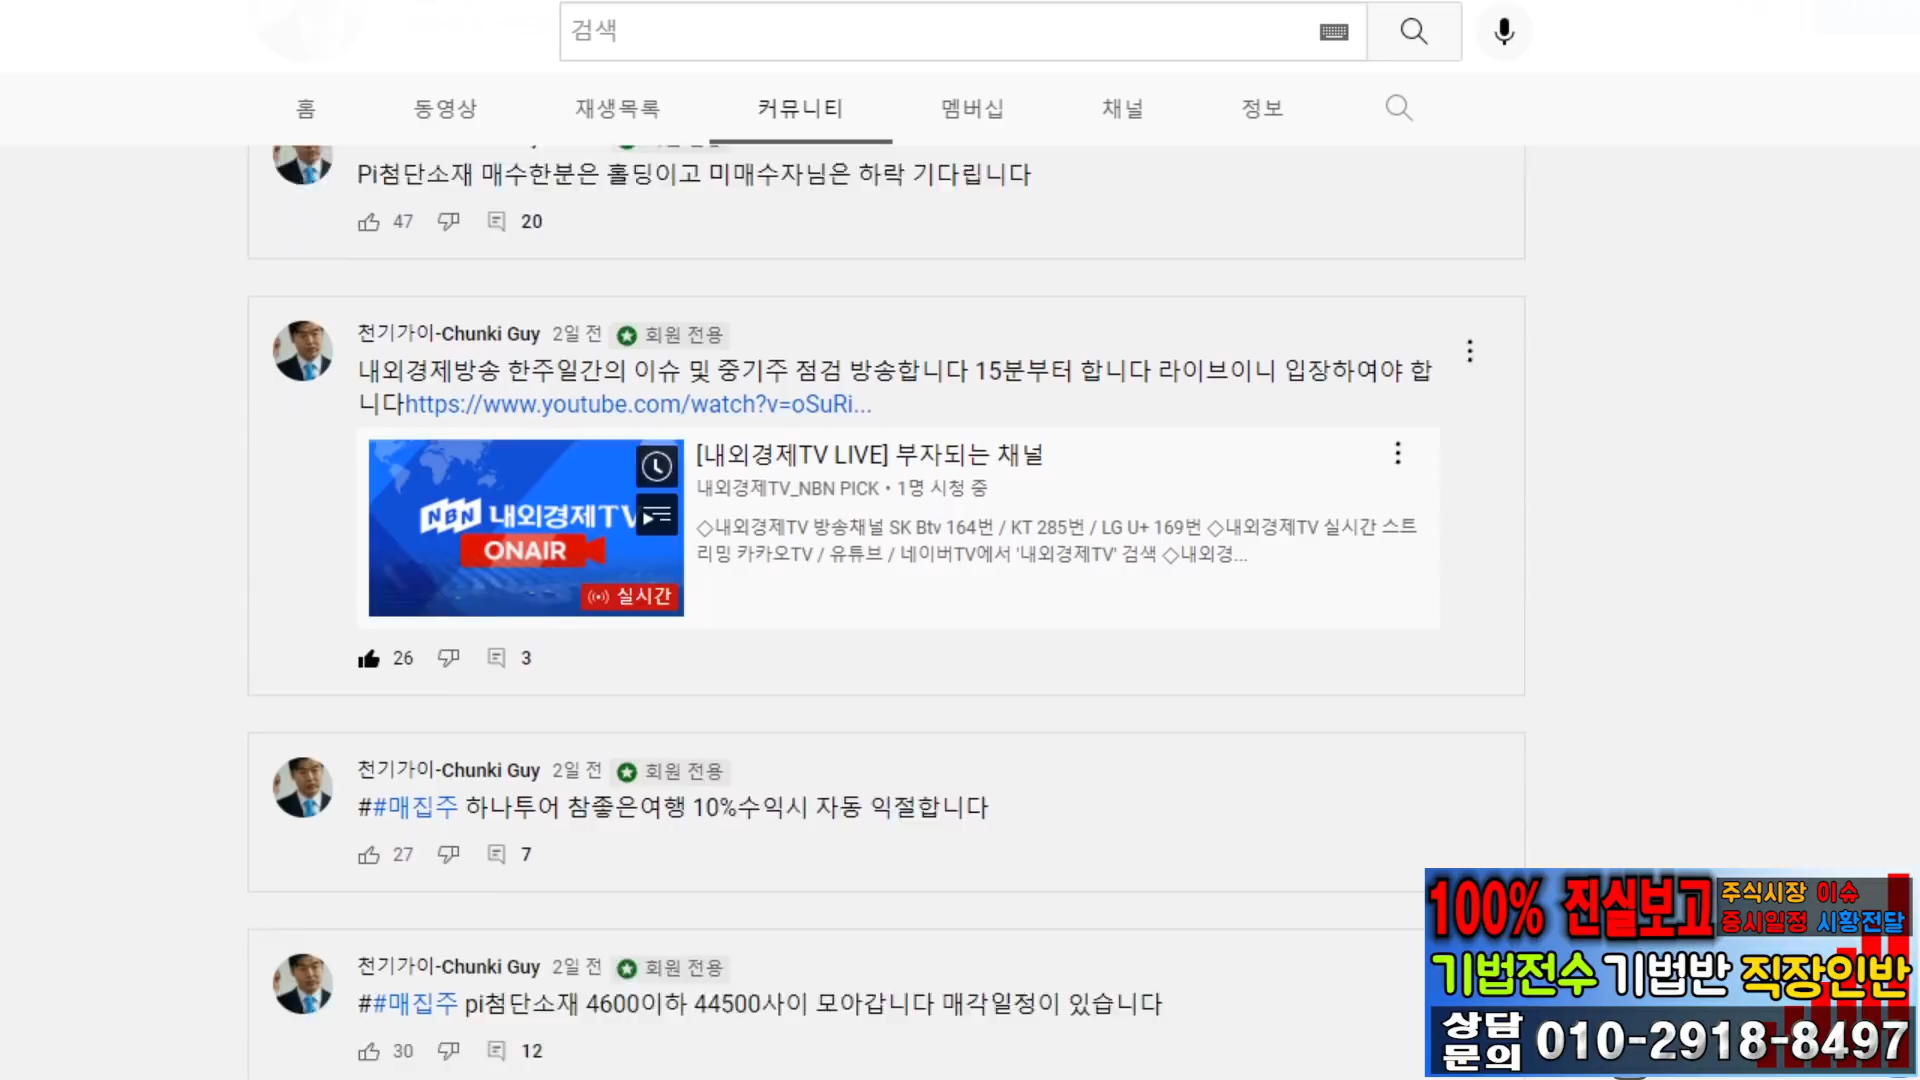 검색
홈 동영상 재생목록 커뮤니티 멤버십 채널 정보
Pi첨단소재 매수한분은 홀딩이고 미매수자님은 하락 기다립니다
47 20
천기가이-Chunki Guy 2일 전 회원 전용
내외경제방송 한주일간의 이슈 및 중기주 점검 방송합니다 15분부터 합니다 라이브이니 입장하여야 합
니다https://www.youtube.com/watch?v=oSuRi...
NBN 내외경제TV
ONAIR
실시간
[내외경제TV LIVE] 부자되는 채널
내외경제TV_NBN PICK • 1명 시청 중
◇내외경제TV 방송채널 SK Btv 164번 / KT 285번 / LG U+ 169번 ◇내외경제TV 실시간 스트
리밍 카카오TV / 유튜브 / 네이버TV에서 '내외경제TV' 검색 ◇내외경...
26 3
천기가이-Chunki Guy 2일 전 회원 전용
##매집주 하나투어 참좋은여행 10%수익시 자동 익절합니다
27 7
천기가이-Chunki Guy 2일 전 회원 전용
##매집주 pi첨단소재 4600이하 44500사이 모아갑니다 매각일정이 있습니다
30 12
100% 진실보고 주식시장 이슈
증시일정 시황전달
기법전수 기법반 직장인반
상담
문의 010-2918-8497